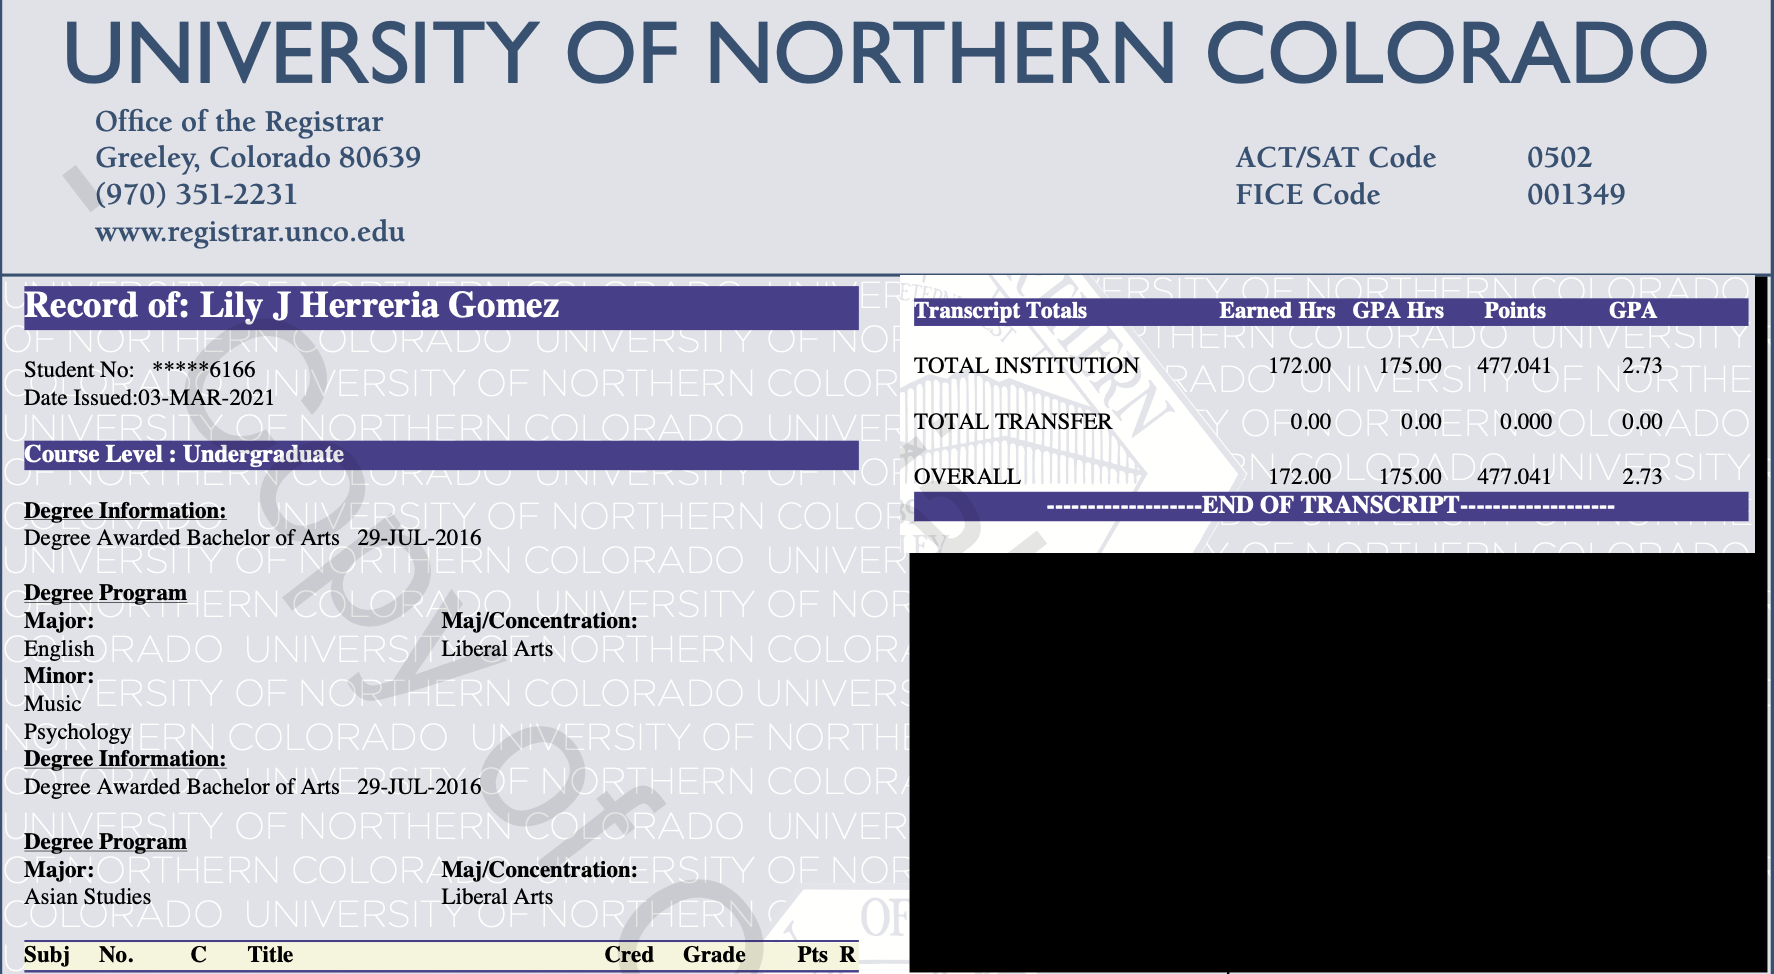 UNIVERSITY OF NORTHERN COLORADO
Office of the Registrar
Greeley, Colorado 80639
(970) 351-2231
www.registrar.unco.edu
ACT/SAT Code 0502
FICE Code 001349
Record of: Lily J Herreria Gomez
Student No: *****6166
Date Issued:03-MAR-2021
Course Level : Undergraduate
Degree Information:
Degree Awarded Bachelor of Arts 29-JUL-2016
Degree Program
Major: Maj/Concentration:
English Liberal Arts
Minor:
Music
Psychology
Degree Information:
Degree Awarded Bachelor of Arts 29-JUL-2016
Degree Program
Major: Maj/Concentration:
Asian Studies Liberal Arts
Subj No. C Title Cred Grade Pts R
Transcript Totals Earned Hrs GPA Hrs Points GPA
TOTAL INSTITUTION 172.00 175.00 477.041 2.73
TOTAL TRANSFER 0.00 0.00 0.000 0.00
OVERALL 172.00 175.00 477.041 2.73
-------------------END OF TRANSCRIPT-------------------
Copy of